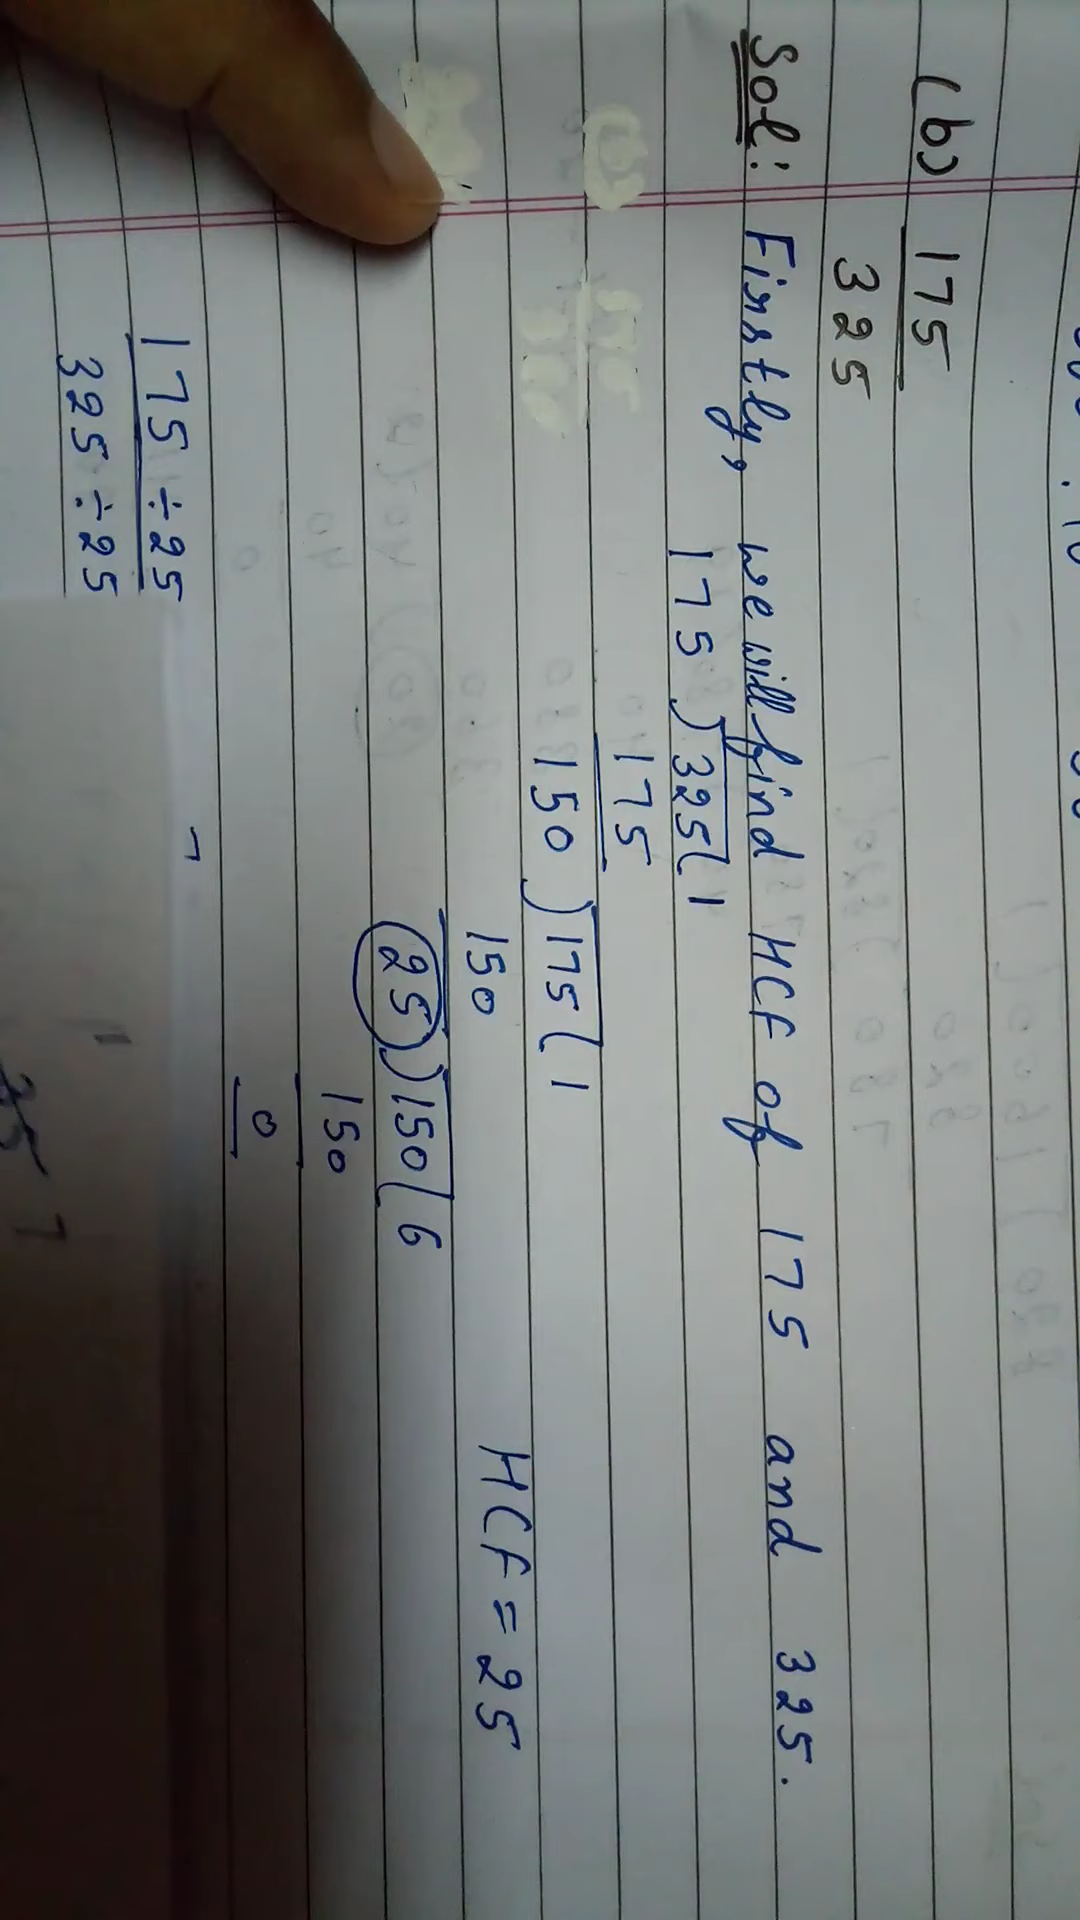 (b) 175
325
Sol: Firstly, we will find HCF of 175 and 325.
175 ) 325 ( 1
175
150 ) 175 ( 1
150
HCF = 25
25 ) 150 ( 6
150
0
175 ÷ 25
325 ÷ 25